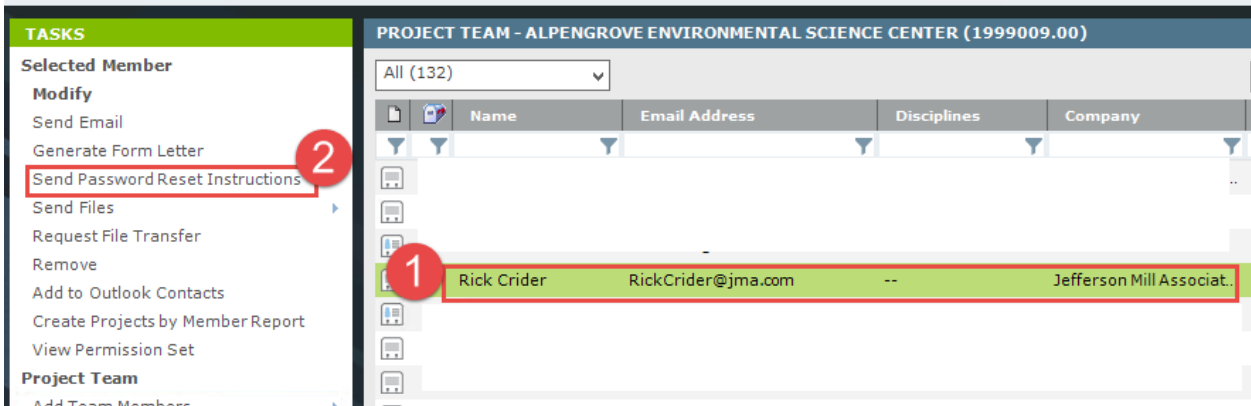 TASKS
Selected Member
Modify
Send Email
Generate Form Letter
Send Password Reset Instructions
2
Send Files
Request File Transfer
Remove
Add to Outlook Contacts
Create Projects by Member Report
View Permission Set
Project Team
Add Team Members
PROJECT TEAM - ALPENGROVE ENVIRONMENTAL SCIENCE CENTER (1999009.00)
All (132)
Name Email Address Disciplines Company
..
1
Rick Crider RickCrider@jma.com -- Jefferson Mill Associat..